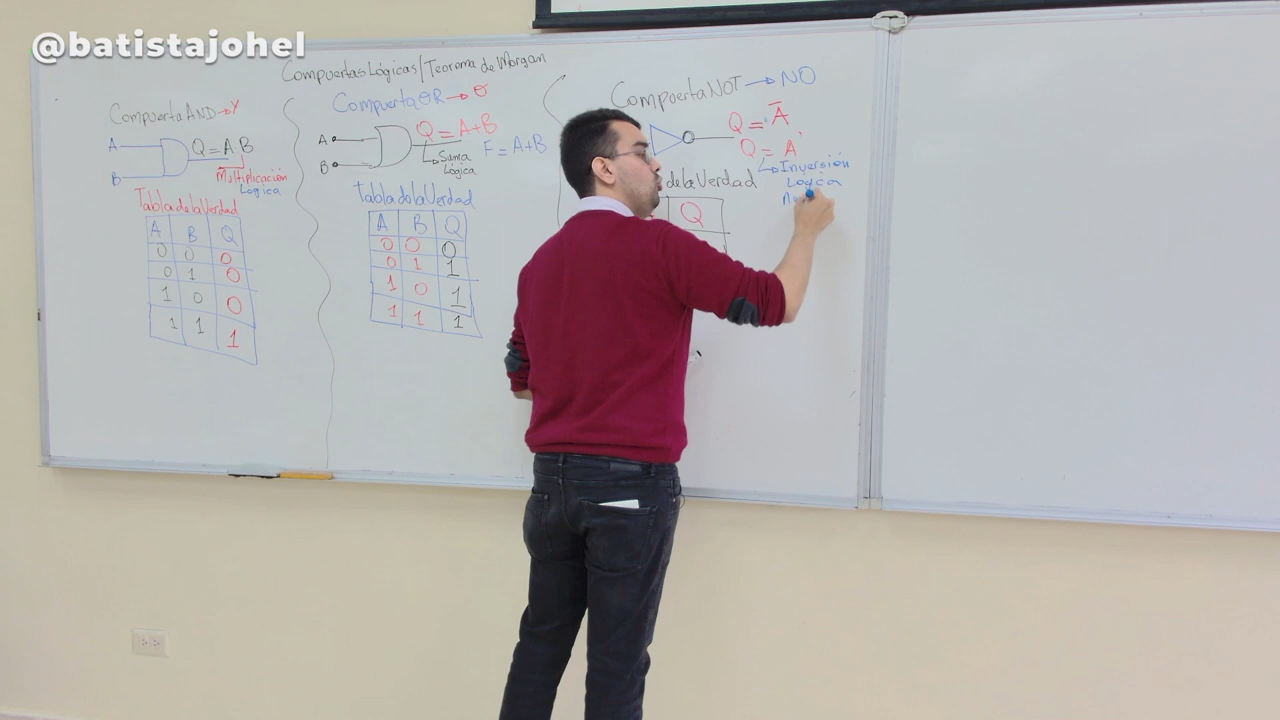 @batistajohel
Compuertas Lógicas/Teorema de Morgan
Compuerta AND → Y
A
B
Q = A B
Multiplicación
Lógica
Tabla de la Verdad
A B Q
0 0 0
0 1 0
1 0 0
1 1 1
Compuerta OR → O
A
B
Q = A+B
F = A+B
Suma
Lógica
Tabla de la Verdad
A B Q
0 0 0
0 1 1
1 0 1
1 1 1
Compuerta NOT → NO
Q = A̅
Q = A'
Inversión
Lógica
de la Verdad
Q